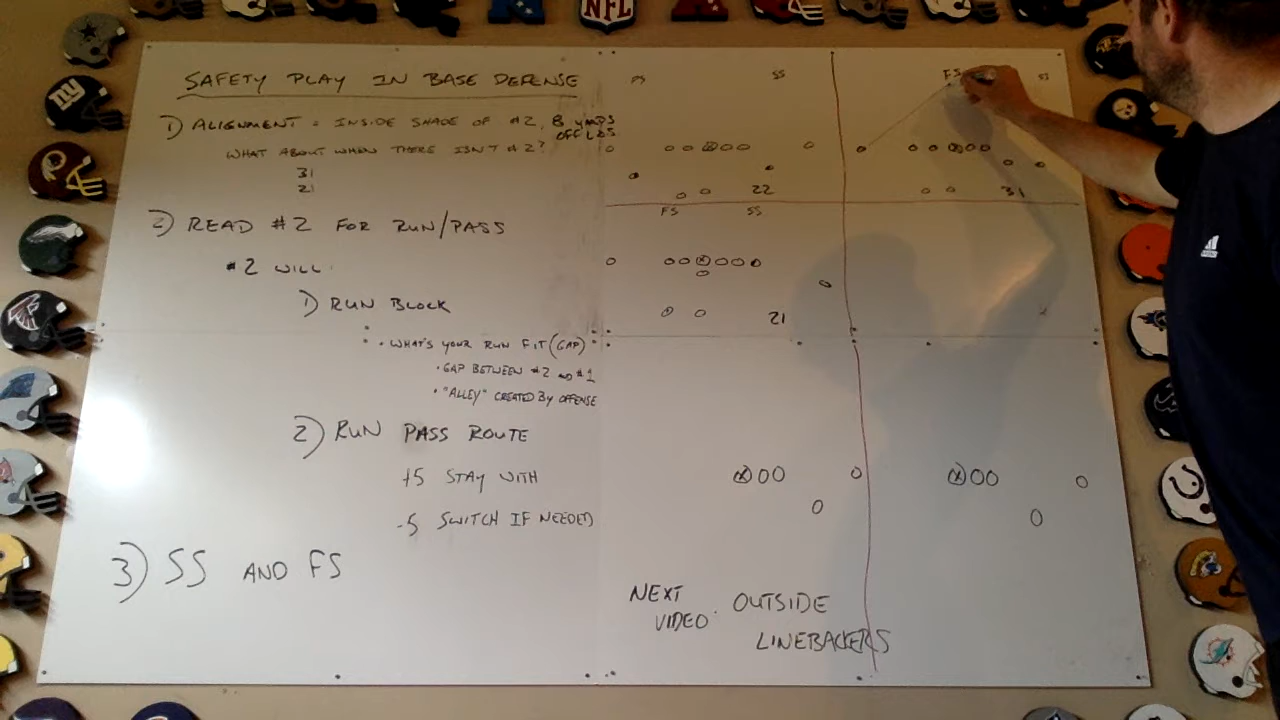 NFL
SAFETY PLAY IN BASE DEFENSE
1) ALIGNMENT = INSIDE SHADE OF #2, 8 YARDS
OFF LOS
WHAT ABOUT WHEN THERE ISN'T #2?
31
21
2) READ #2 FOR RUN/PASS
#2 WILL:
1) RUN BLOCK
• WHAT'S YOUR RUN FIT (GAP)
• GAP BETWEEN #2 AND #1
• "ALLEY" CREATED BY OFFENSE
2) RUN PASS ROUTE
+5 STAY WITH
-5 SWITCH IF NEEDED
3) SS AND FS
FS SS
22
FS SS
31
FS SS
21
NEXT
VIDEO: OUTSIDE
LINEBACKERS